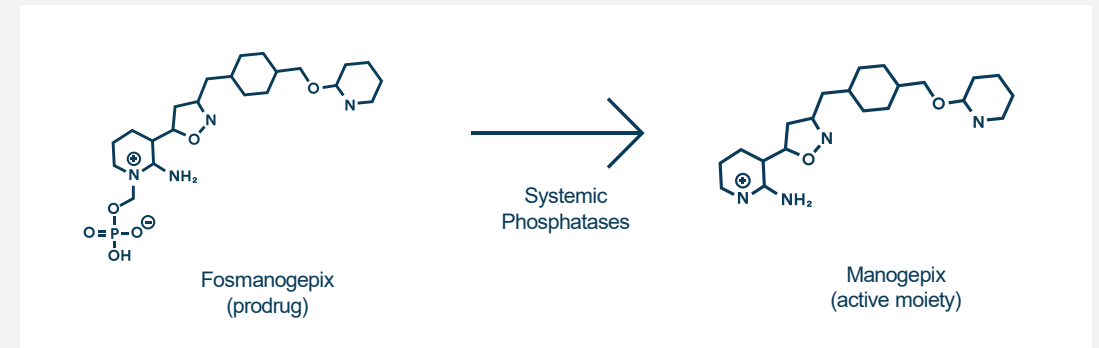 O
N
N
O
N
NH₂
O
O=P-O⊖
OH
Fosmanogepix
(prodrug)
Systemic
Phosphatases
O
N
N
O
N
NH₂
Manogepix
(active moiety)